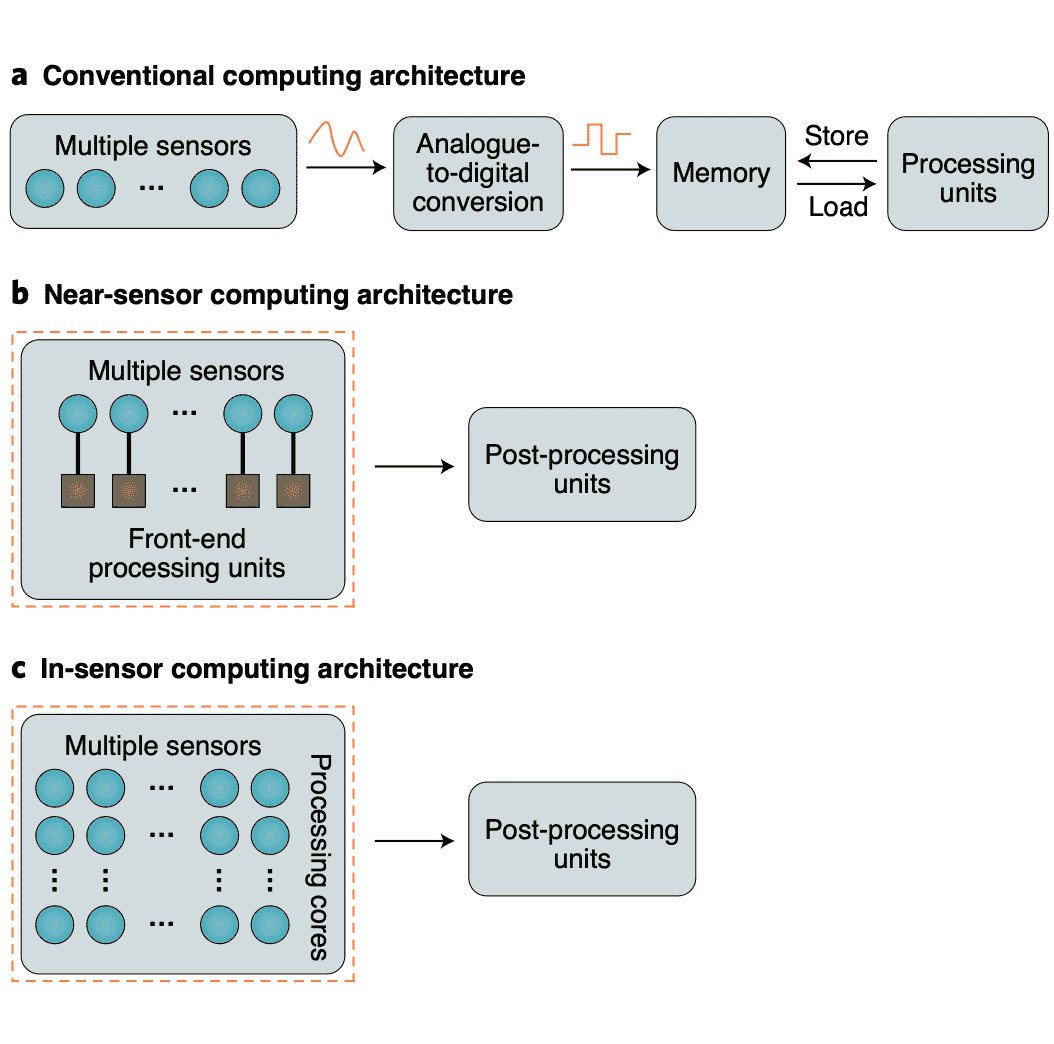 a Conventional computing architecture
Multiple sensors
...
Analogue-
to-digital
conversion
Memory
Store
Load
Processing
units
b Near-sensor computing architecture
Multiple sensors
...
...
Front-end
processing units
Post-processing
units
c In-sensor computing architecture
Multiple sensors
...
...
...
Processing cores
Post-processing
units